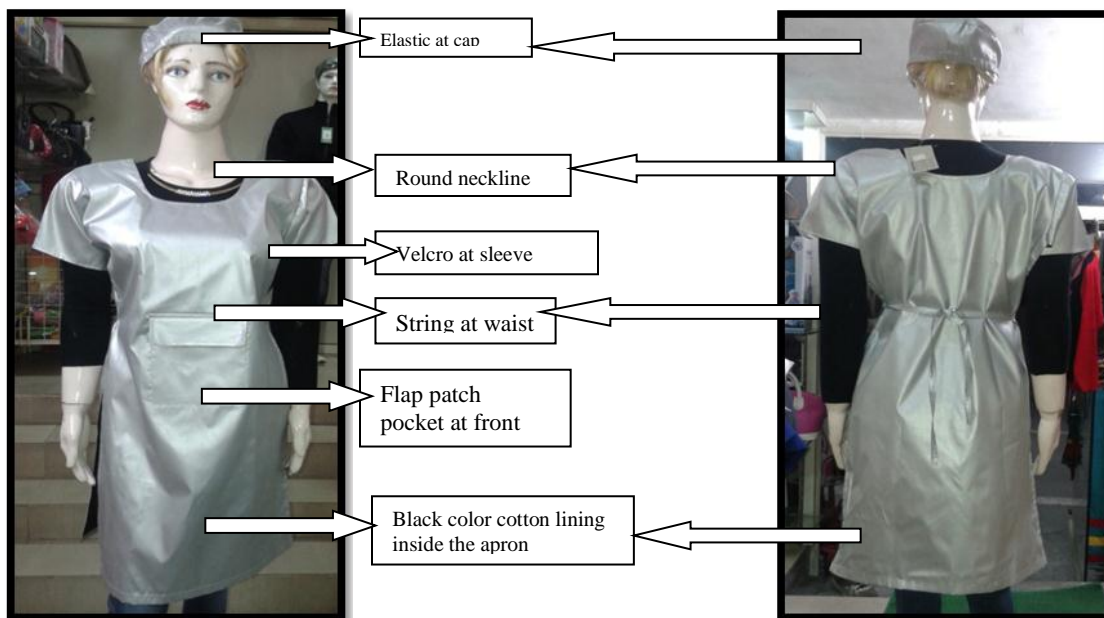 Elastic at cap
Round neckline
Velcro at sleeve
String at waist
Flap patch
pocket at front
Black color cotton lining
inside the apron